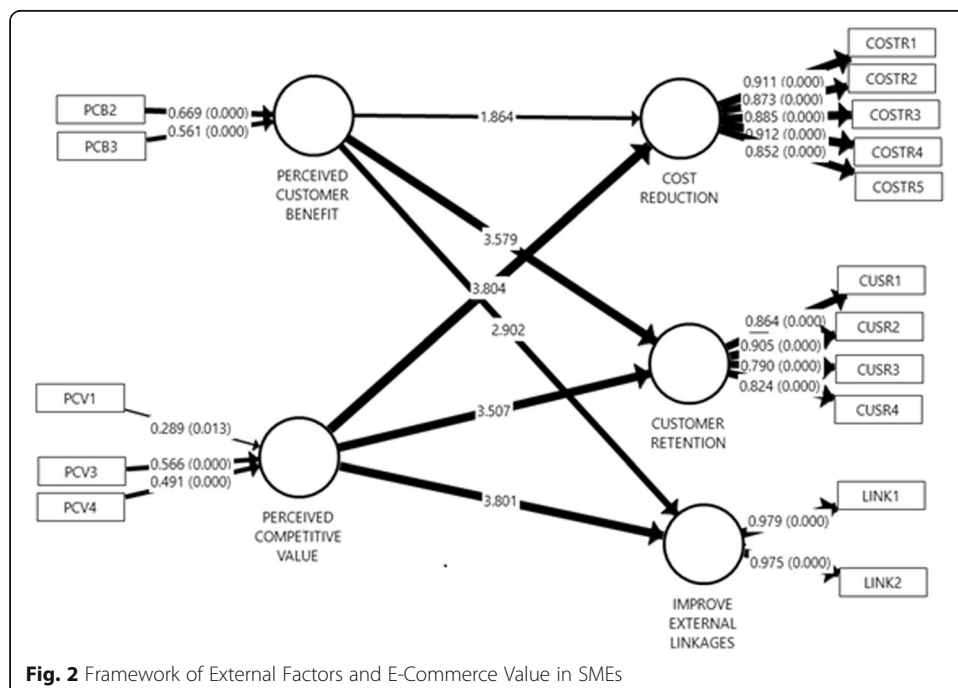 PCB2
PCB3
0.669 (0.000)
0.561 (0.000)
PERCEIVED
CUSTOMER
BENEFIT
1.864
3.579
2.902
COST
REDUCTION
0.911 (0.000)
0.873 (0.000)
0.885 (0.000)
0.912 (0.000)
0.852 (0.000)
COSTR1
COSTR2
COSTR3
COSTR4
COSTR5
PCV1
PCV3
PCV4
0.289 (0.013)
0.566 (0.000)
0.491 (0.000)
PERCEIVED
COMPETITIVE
VALUE
3.804
3.507
3.801
CUSTOMER
RETENTION
0.864 (0.000)
0.905 (0.000)
0.790 (0.000)
0.824 (0.000)
CUSR1
CUSR2
CUSR3
CUSR4
IMPROVE
EXTERNAL
LINKAGES
0.979 (0.000)
0.975 (0.000)
LINK1
LINK2
Fig. 2 Framework of External Factors and E-Commerce Value in SMEs